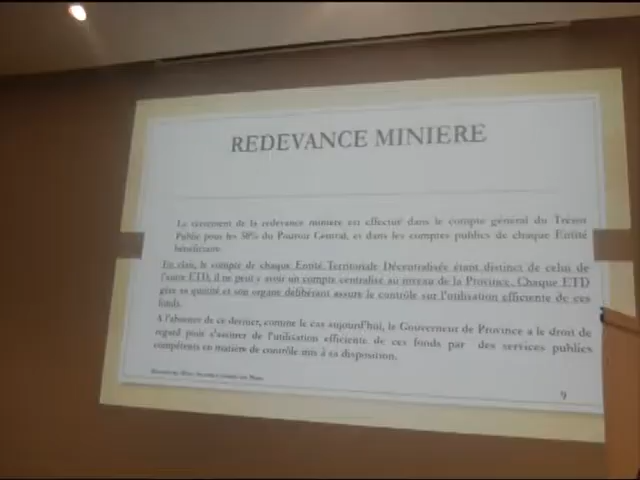 REDEVANCE MINIERE
Le versement de la redevance minière est effectué dans le compte général du Trésor
Public pour les 50% du Pouvoir Central, et dans les comptes publics de chaque Entité
bénéficiaire.
En clair, le compte de chaque Entité Territoriale Décentralisée étant distinct de celui de
l'autre ETD, il ne peut y avoir un compte centralisé au niveau de la Province. Chaque ETD
gère sa quotité et son organe délibérant assure le contrôle sur l'utilisation efficiente de ces
fonds.
A l'absence de ce dernier, comme le cas aujourd'hui, le Gouverneur de Province a le droit de
regard pour s'assurer de l'utilisation efficiente de ces fonds par des services publics
compétents en matière de contrôle mis à sa disposition.
9